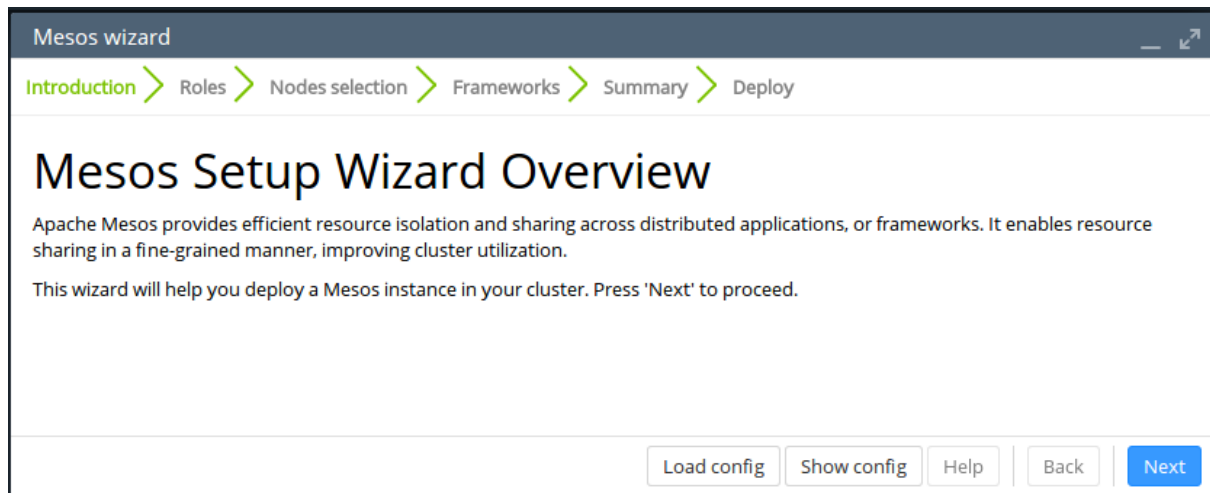 Mesos wizard
Introduction Roles Nodes selection Frameworks Summary Deploy
Mesos Setup Wizard Overview
Apache Mesos provides efficient resource isolation and sharing across distributed applications, or frameworks. It enables resource
sharing in a fine-grained manner, improving cluster utilization.
This wizard will help you deploy a Mesos instance in your cluster. Press 'Next' to proceed.
Load config Show config Help Back Next